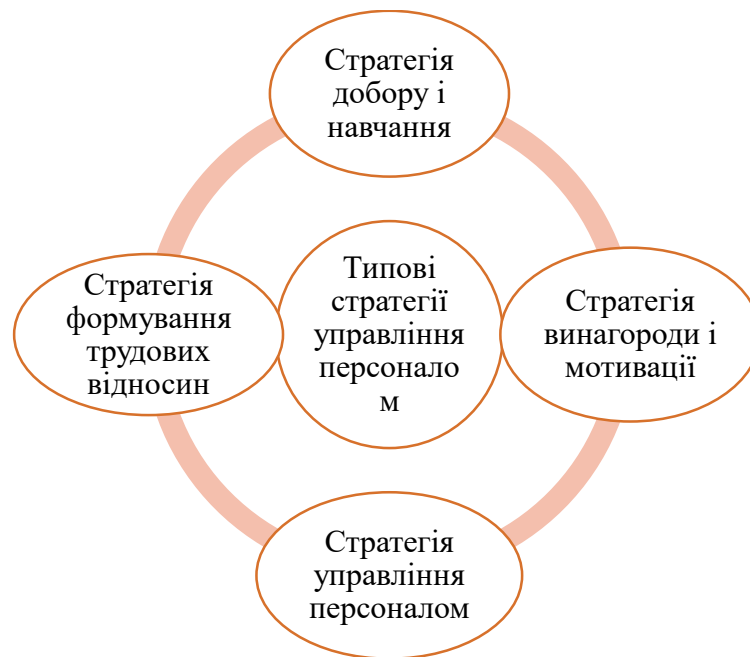 Стратегія
добору і
навчання
Стратегія
формування
трудових
відносин
Типові
стратегії
управління
персонало
м
Стратегія
винагороди і
мотивації
Стратегія
управління
персоналом